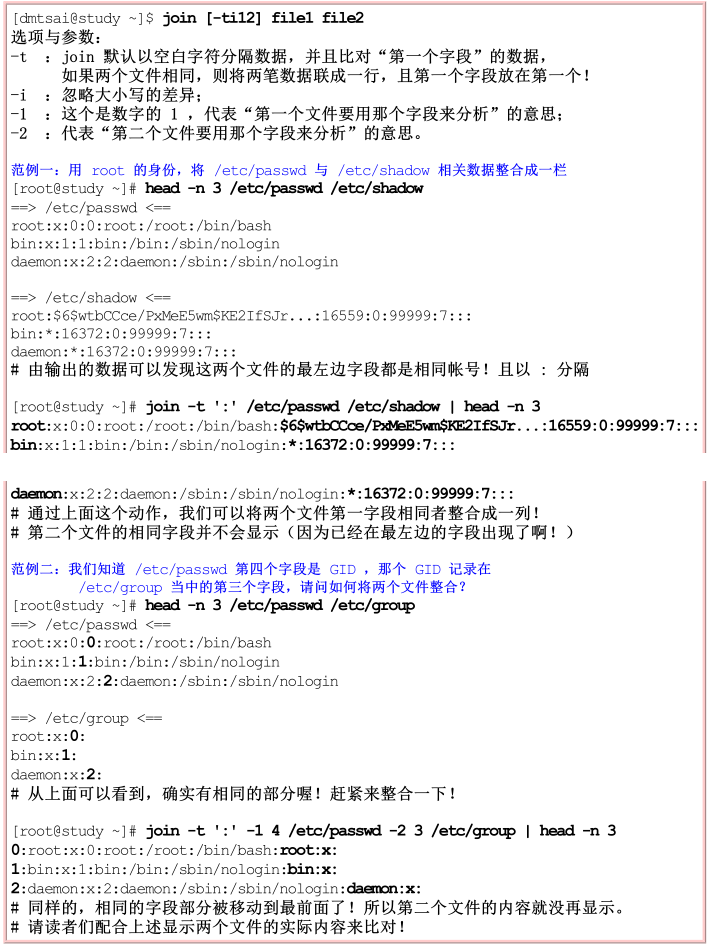 [dmtsai@study ~]$ join [-ti12] file1 file2
选项与参数：
-t ：join 默认以空白字符分隔数据，并且比对“第一个字段”的数据，
如果两个文件相同，则将两笔数据联成一行，且第一个字段放在第一个！
-i ：忽略大小写的差异；
-1 ：这个是数字的 1 ，代表“第一个文件要用那个字段来分析”的意思；
-2 ：代表“第二个文件要用那个字段来分析”的意思。
范例一：用 root 的身份，将 /etc/passwd 与 /etc/shadow 相关数据整合成一栏
[root@study ~]# head -n 3 /etc/passwd /etc/shadow
==> /etc/passwd <==
root:x:0:0:root:/root:/bin/bash
bin:x:1:1:bin:/bin:/sbin/nologin
daemon:x:2:2:daemon:/sbin:/sbin/nologin
==> /etc/shadow <==
root:$6$wtbCCce/PxMeE5wm$KE2IfSJr...:16559:0:99999:7:::
bin:*:16372:0:99999:7:::
daemon:*:16372:0:99999:7:::
# 由输出的数据可以发现这两个文件的最左边字段都是相同帐号！且以 : 分隔
[root@study ~]# join -t ':' /etc/passwd /etc/shadow | head -n 3
root:x:0:0:root:/root:/bin/bash:$6$wtbCCce/PxMeE5wm$KE2IfSJr...:16559:0:99999:7:::
bin:x:1:1:bin:/bin:/sbin/nologin:*:16372:0:99999:7:::
daemon:x:2:2:daemon:/sbin:/sbin/nologin:*:16372:0:99999:7:::
# 通过上面这个动作，我们可以将两个文件第一字段相同者整合成一列！
# 第二个文件的相同字段并不会显示（因为已经在最左边的字段出现了啊！）
范例二：我们知道 /etc/passwd 第四个字段是 GID ，那个 GID 记录在
/etc/group 当中的第三个字段，请问如何将两个文件整合？
[root@study ~]# head -n 3 /etc/passwd /etc/group
==> /etc/passwd <==
root:x:0:0:root:/root:/bin/bash
bin:x:1:1:bin:/bin:/sbin/nologin
daemon:x:2:2:daemon:/sbin:/sbin/nologin
==> /etc/group <==
root:x:0:
bin:x:1:
daemon:x:2:
# 从上面可以看到，确实有相同的部分喔！赶紧来整合一下！
[root@study ~]# join -t ':' -1 4 /etc/passwd -2 3 /etc/group | head -n 3
0:root:x:0:root:/root:/bin/bash:root:x:
1:bin:x:1:bin:/bin:/sbin/nologin:bin:x:
2:daemon:x:2:daemon:/sbin:/sbin/nologin:daemon:x:
# 同样的，相同的字段部分被移动到最前面了！所以第二个文件的内容就没再显示。
# 请读者们配合上述显示两个文件的实际内容来比对！